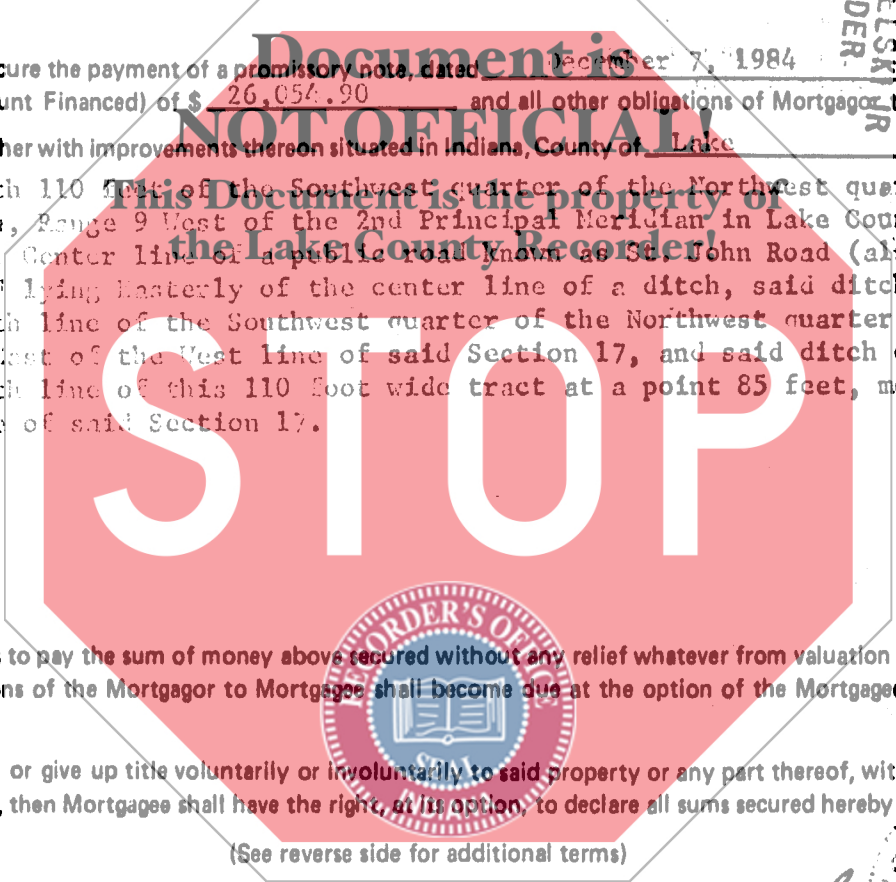 Document is
NOT OFFICIAL!
This Document is the property of
the Lake County Recorder!
STOP
RECORDER'S OFFICE
SEAL
INDIANA
DER.
cure the payment of a promissory note, dated December 7, 1984
unt Financed) of $ 26,054.90 and all other obligations of Mortgagor
her with improvements thereon situated in Indiana, County of Lake
th 110 feet of the Southwest quarter of the Northwest quar
, Range 9 West of the 2nd Principal Meridian in Lake Cou
Center line of a public road known as St. John Road (al
lying Easterly of the center line of a ditch, said ditch
h line of the Southwest quarter of the Northwest quarter
ast of the West line of said Section 17, and said ditch
ch line of this 110 foot wide tract at a point 85 feet, m
of said Section 17.
to pay the sum of money above secured without any relief whatever from valuation
ns of the Mortgagor to Mortgagee shall become due at the option of the Mortgagee
or give up title voluntarily or involuntarily to said property or any part thereof, wit
, then Mortgagee shall have the right, at its option, to declare all sums secured hereby
(See reverse side for additional terms)